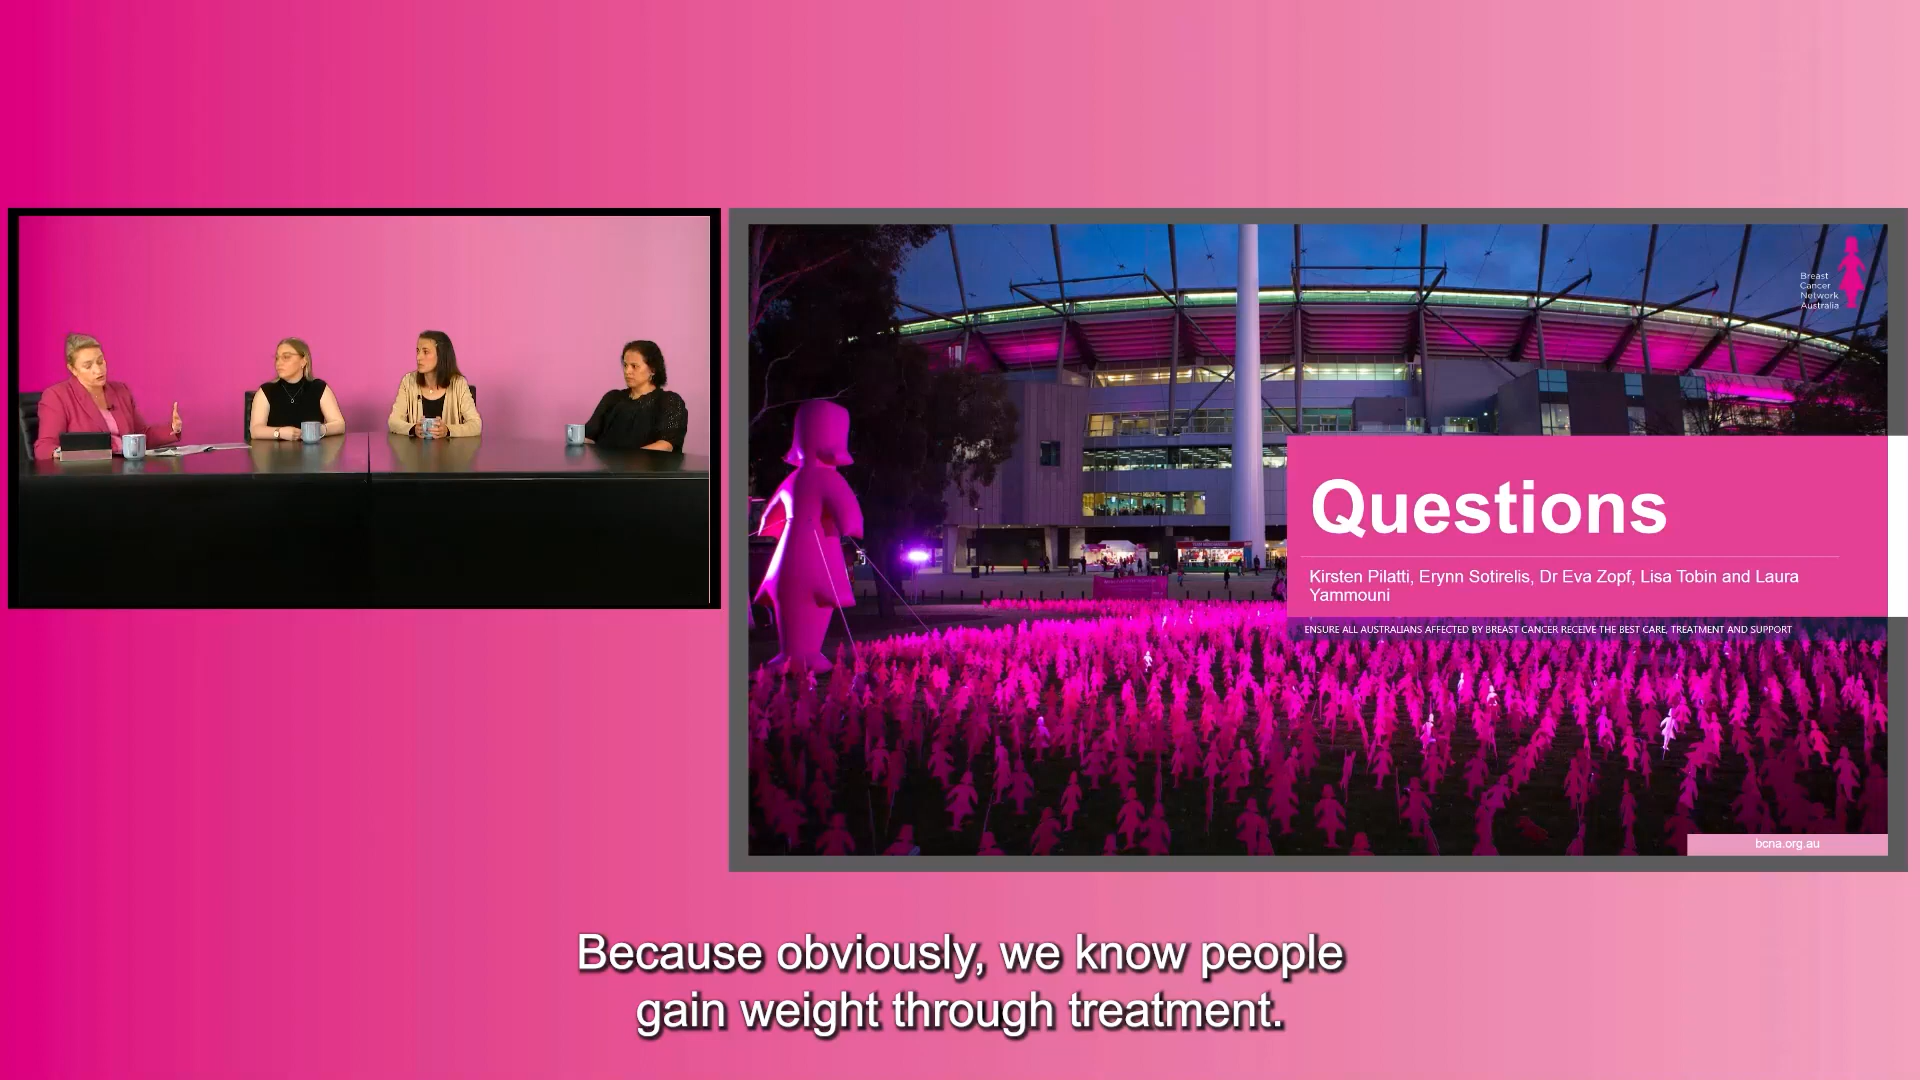 Breast
Cancer
Network
Australia
Questions
Kirsten Pilatti, Erynn Sotirelis, Dr Eva Zopf, Lisa Tobin and Laura
Yammouni
ENSURE ALL AUSTRALIANS AFFECTED BY BREAST CANCER RECEIVE THE BEST CARE, TREATMENT AND SUPPORT
bcna.org.au
Because obviously, we know people
gain weight through treatment.